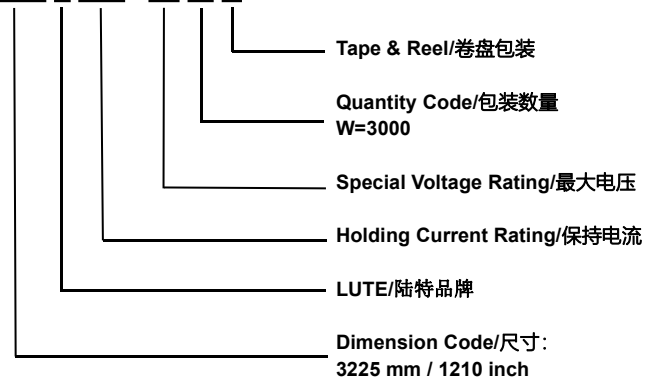 Tape & Reel/卷盘包装
Quantity Code/包装数量
W=3000
Special Voltage Rating/最大电压
Holding Current Rating/保持电流
LUTE/陆特品牌
Dimension Code/尺寸：
3225 mm / 1210 inch